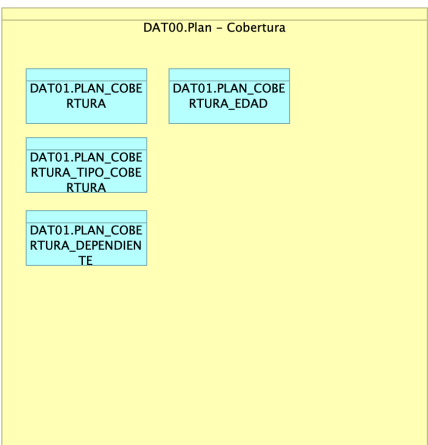 DAT00.Plan – Cobertura
DAT01.PLAN_COBE
RTURA
DAT01.PLAN_COBE
RTURA_EDAD
DAT01.PLAN_COBE
RTURA_TIPO_COBE
RTURA
DAT01.PLAN_COBE
RTURA_DEPENDIEN
TE